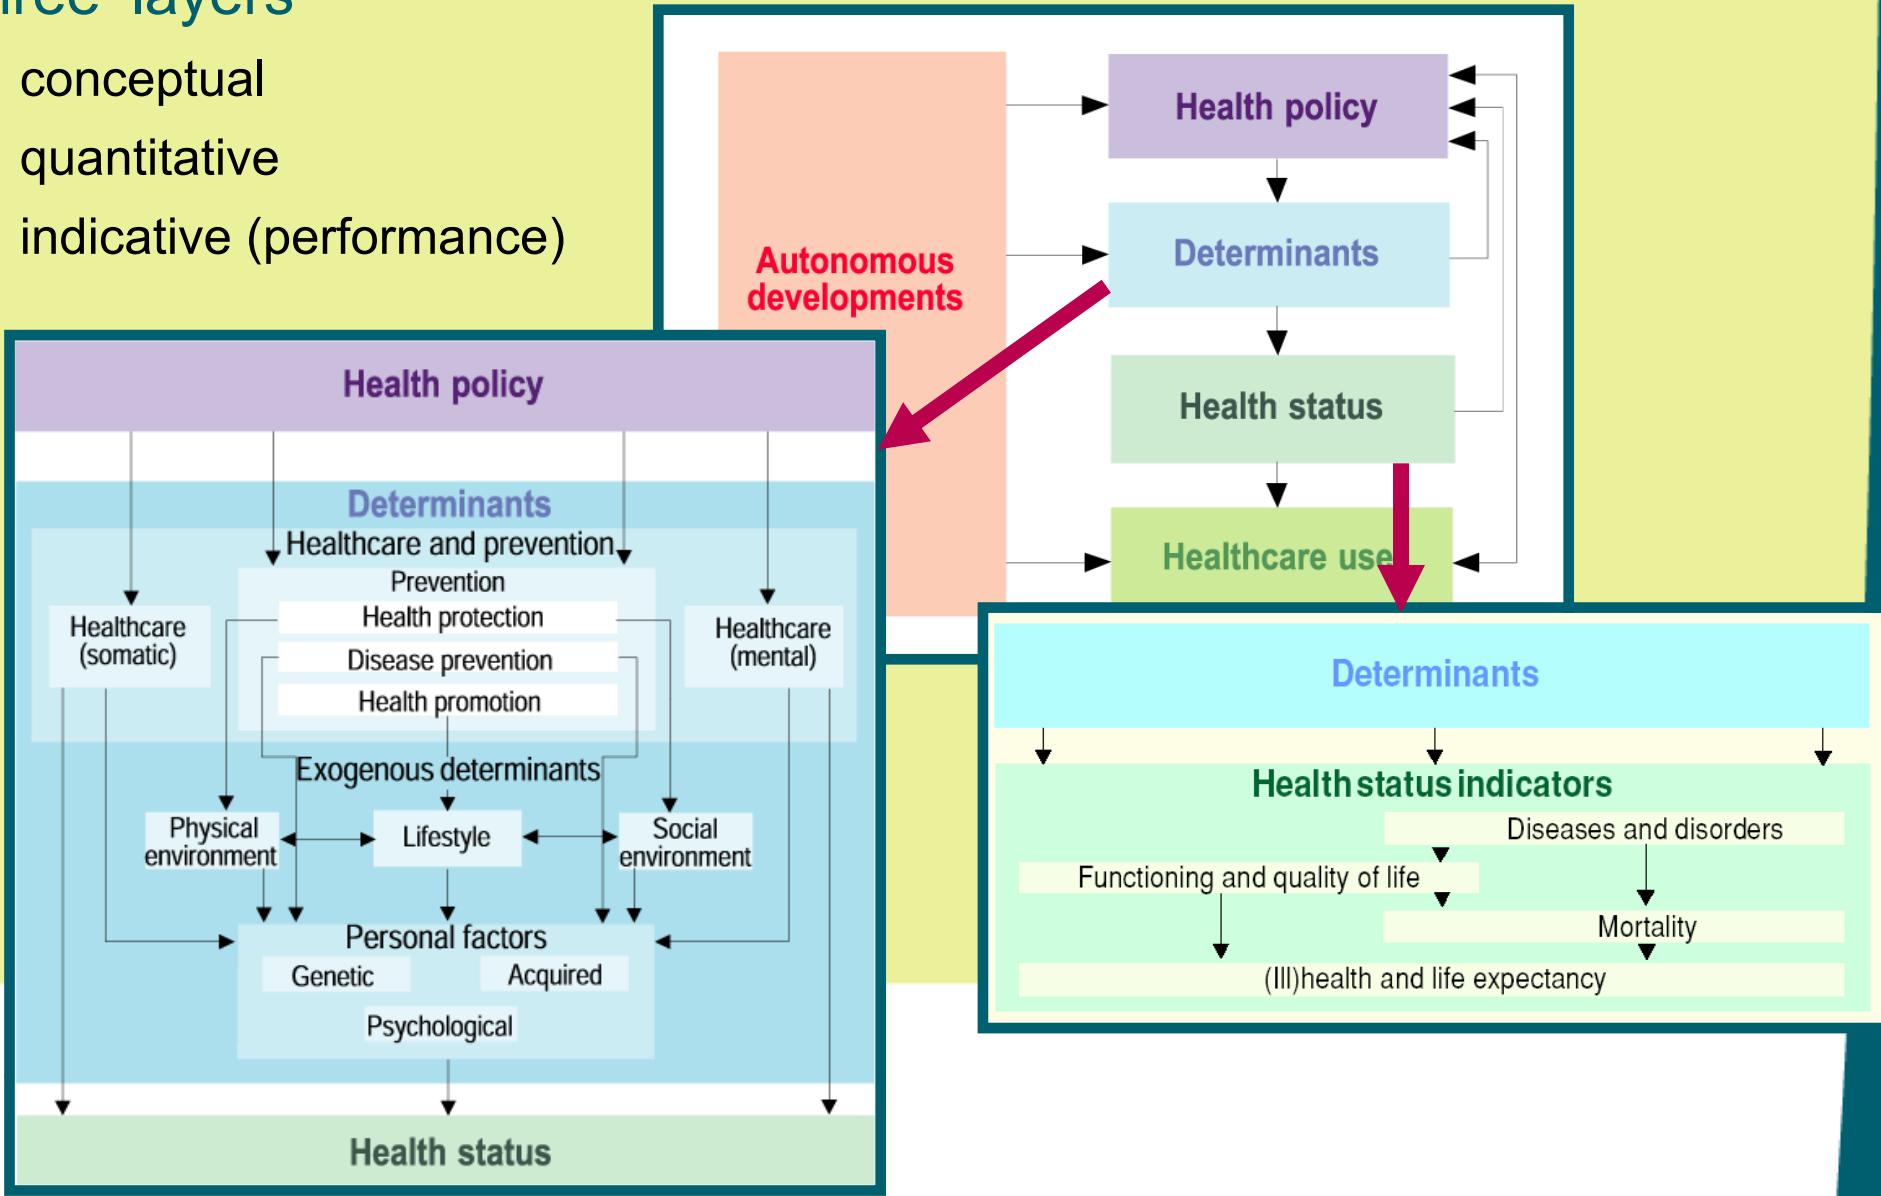 layers
conceptual
quantitative
indicative (performance)
Autonomous
developments
Health policy
Determinants
Health status
Healthcare use
Health policy
Determinants
Healthcare and prevention
Prevention
Health protection
Disease prevention
Health promotion
Healthcare
(somatic)
Healthcare
(mental)
Exogenous determinants
Physical
environment
Lifestyle
Social
environment
Personal factors
Genetic
Acquired
Psychological
Health status
Determinants
Health status indicators
Diseases and disorders
Functioning and quality of life
Mortality
(Ill)health and life expectancy